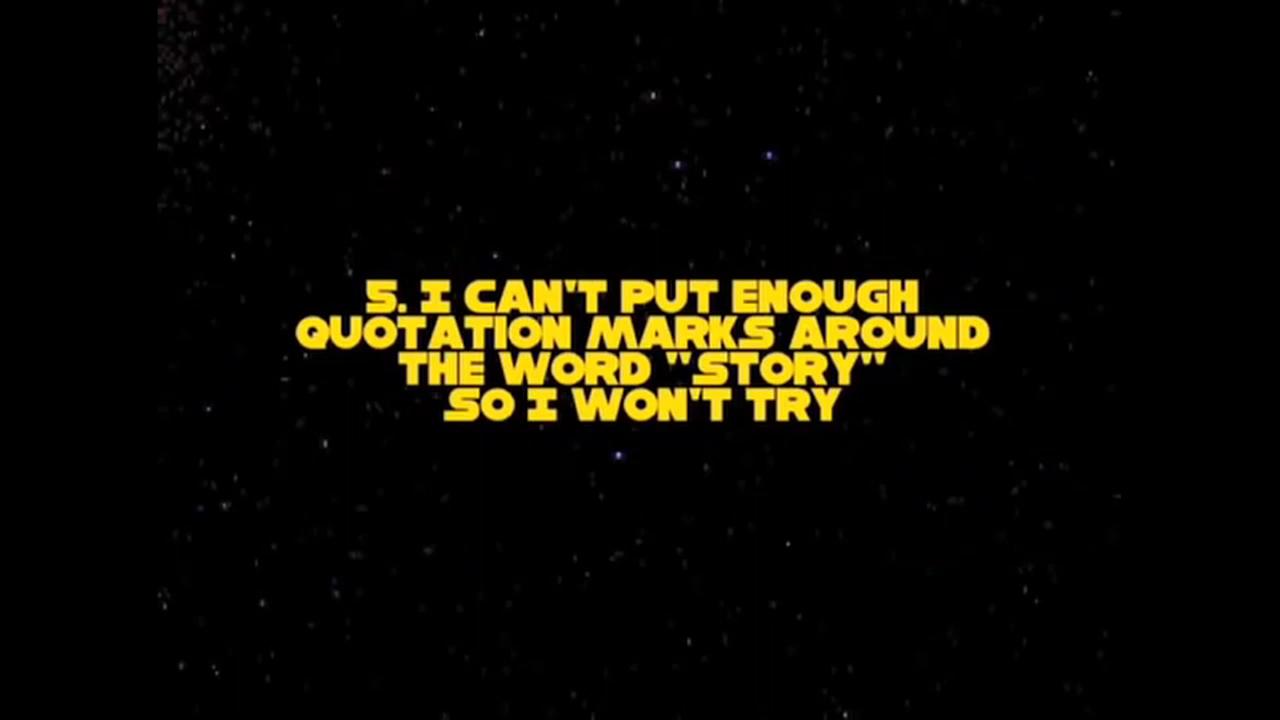 5. I CAN'T PUT ENOUGH
QUOTATION MARKS AROUND
THE WORD "STORY"
SO I WON'T TRY